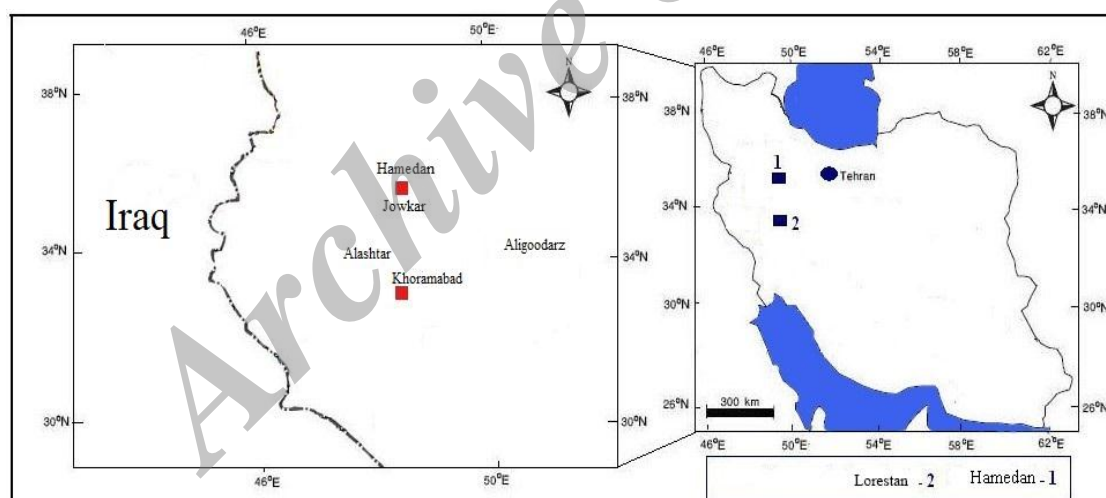 46°E
50°E
38°N
38°N
N
Hamedan
Jowkar
Iraq
34°N
34°N
Alashtar
Aligoodarz
Khoramabad
30°N
30°N
46°E
50°E
46°E
50°E
54°E
58°E
62°E
38°N
38°N
N
1
Tehran
34°N
34°N
2
30°N
30°N
300 km
26°N
26°N
46°E
50°E
54°E
58°E
62°E
Lorestan - 2 Hamedan - 1
Archive o